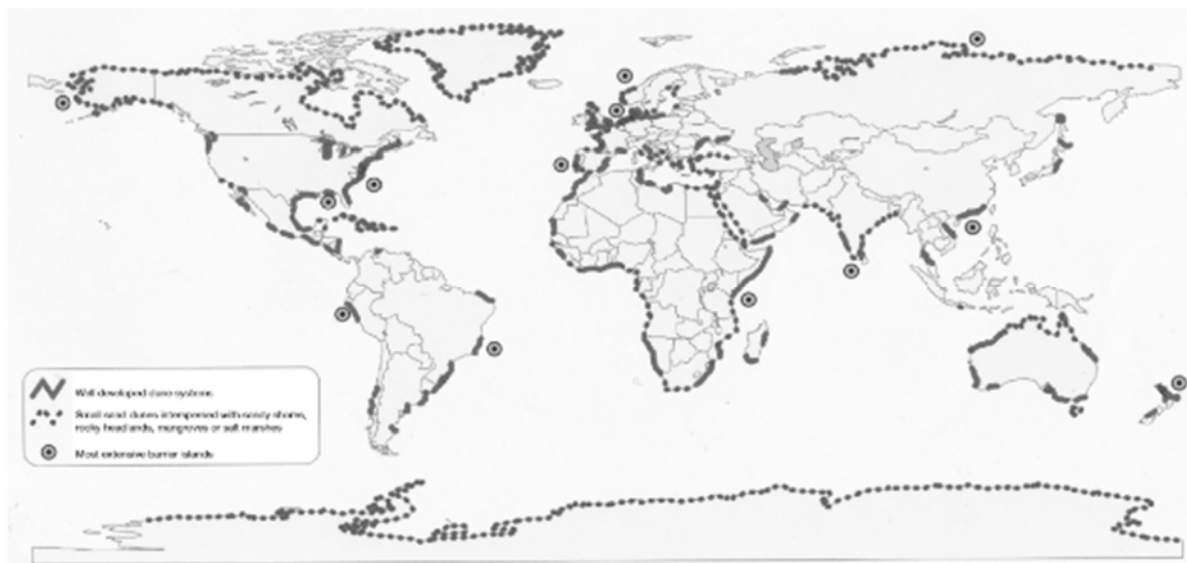 Well developed dune systems
Small sand dunes interspersed with sandy shores,
rocky headlands, mangroves or salt marshes
Most extensive barrier islands